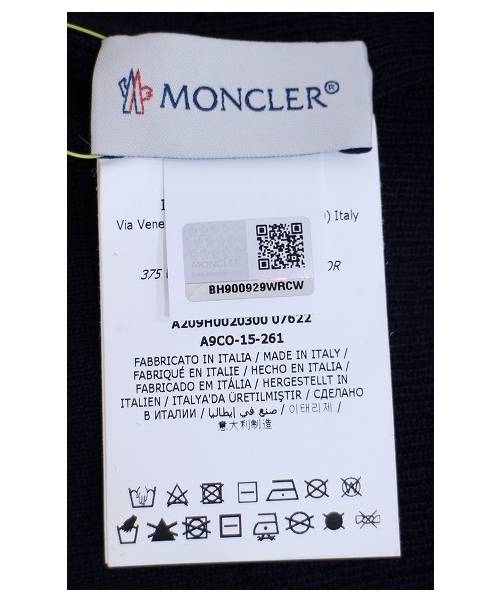 MONCLER®
Via Vene ) Italy
MONCLER
375 OR
BH900929WRCW
A209H0020300 07622
A9CO-15-261
FABBRICATO IN ITALIA / MADE IN ITALY /
FABRIQUÉ EN ITALIE / HECHO EN ITALIA /
FABRICADO EM ITÁLIA / HERGESTELLT IN
ITALIEN / ITALYA'DA ÜRETILMIŞTIR / СДЕЛАНО
В ИТАЛИИ / صنع في إيطاليا / 이태리제 /
意大利制造